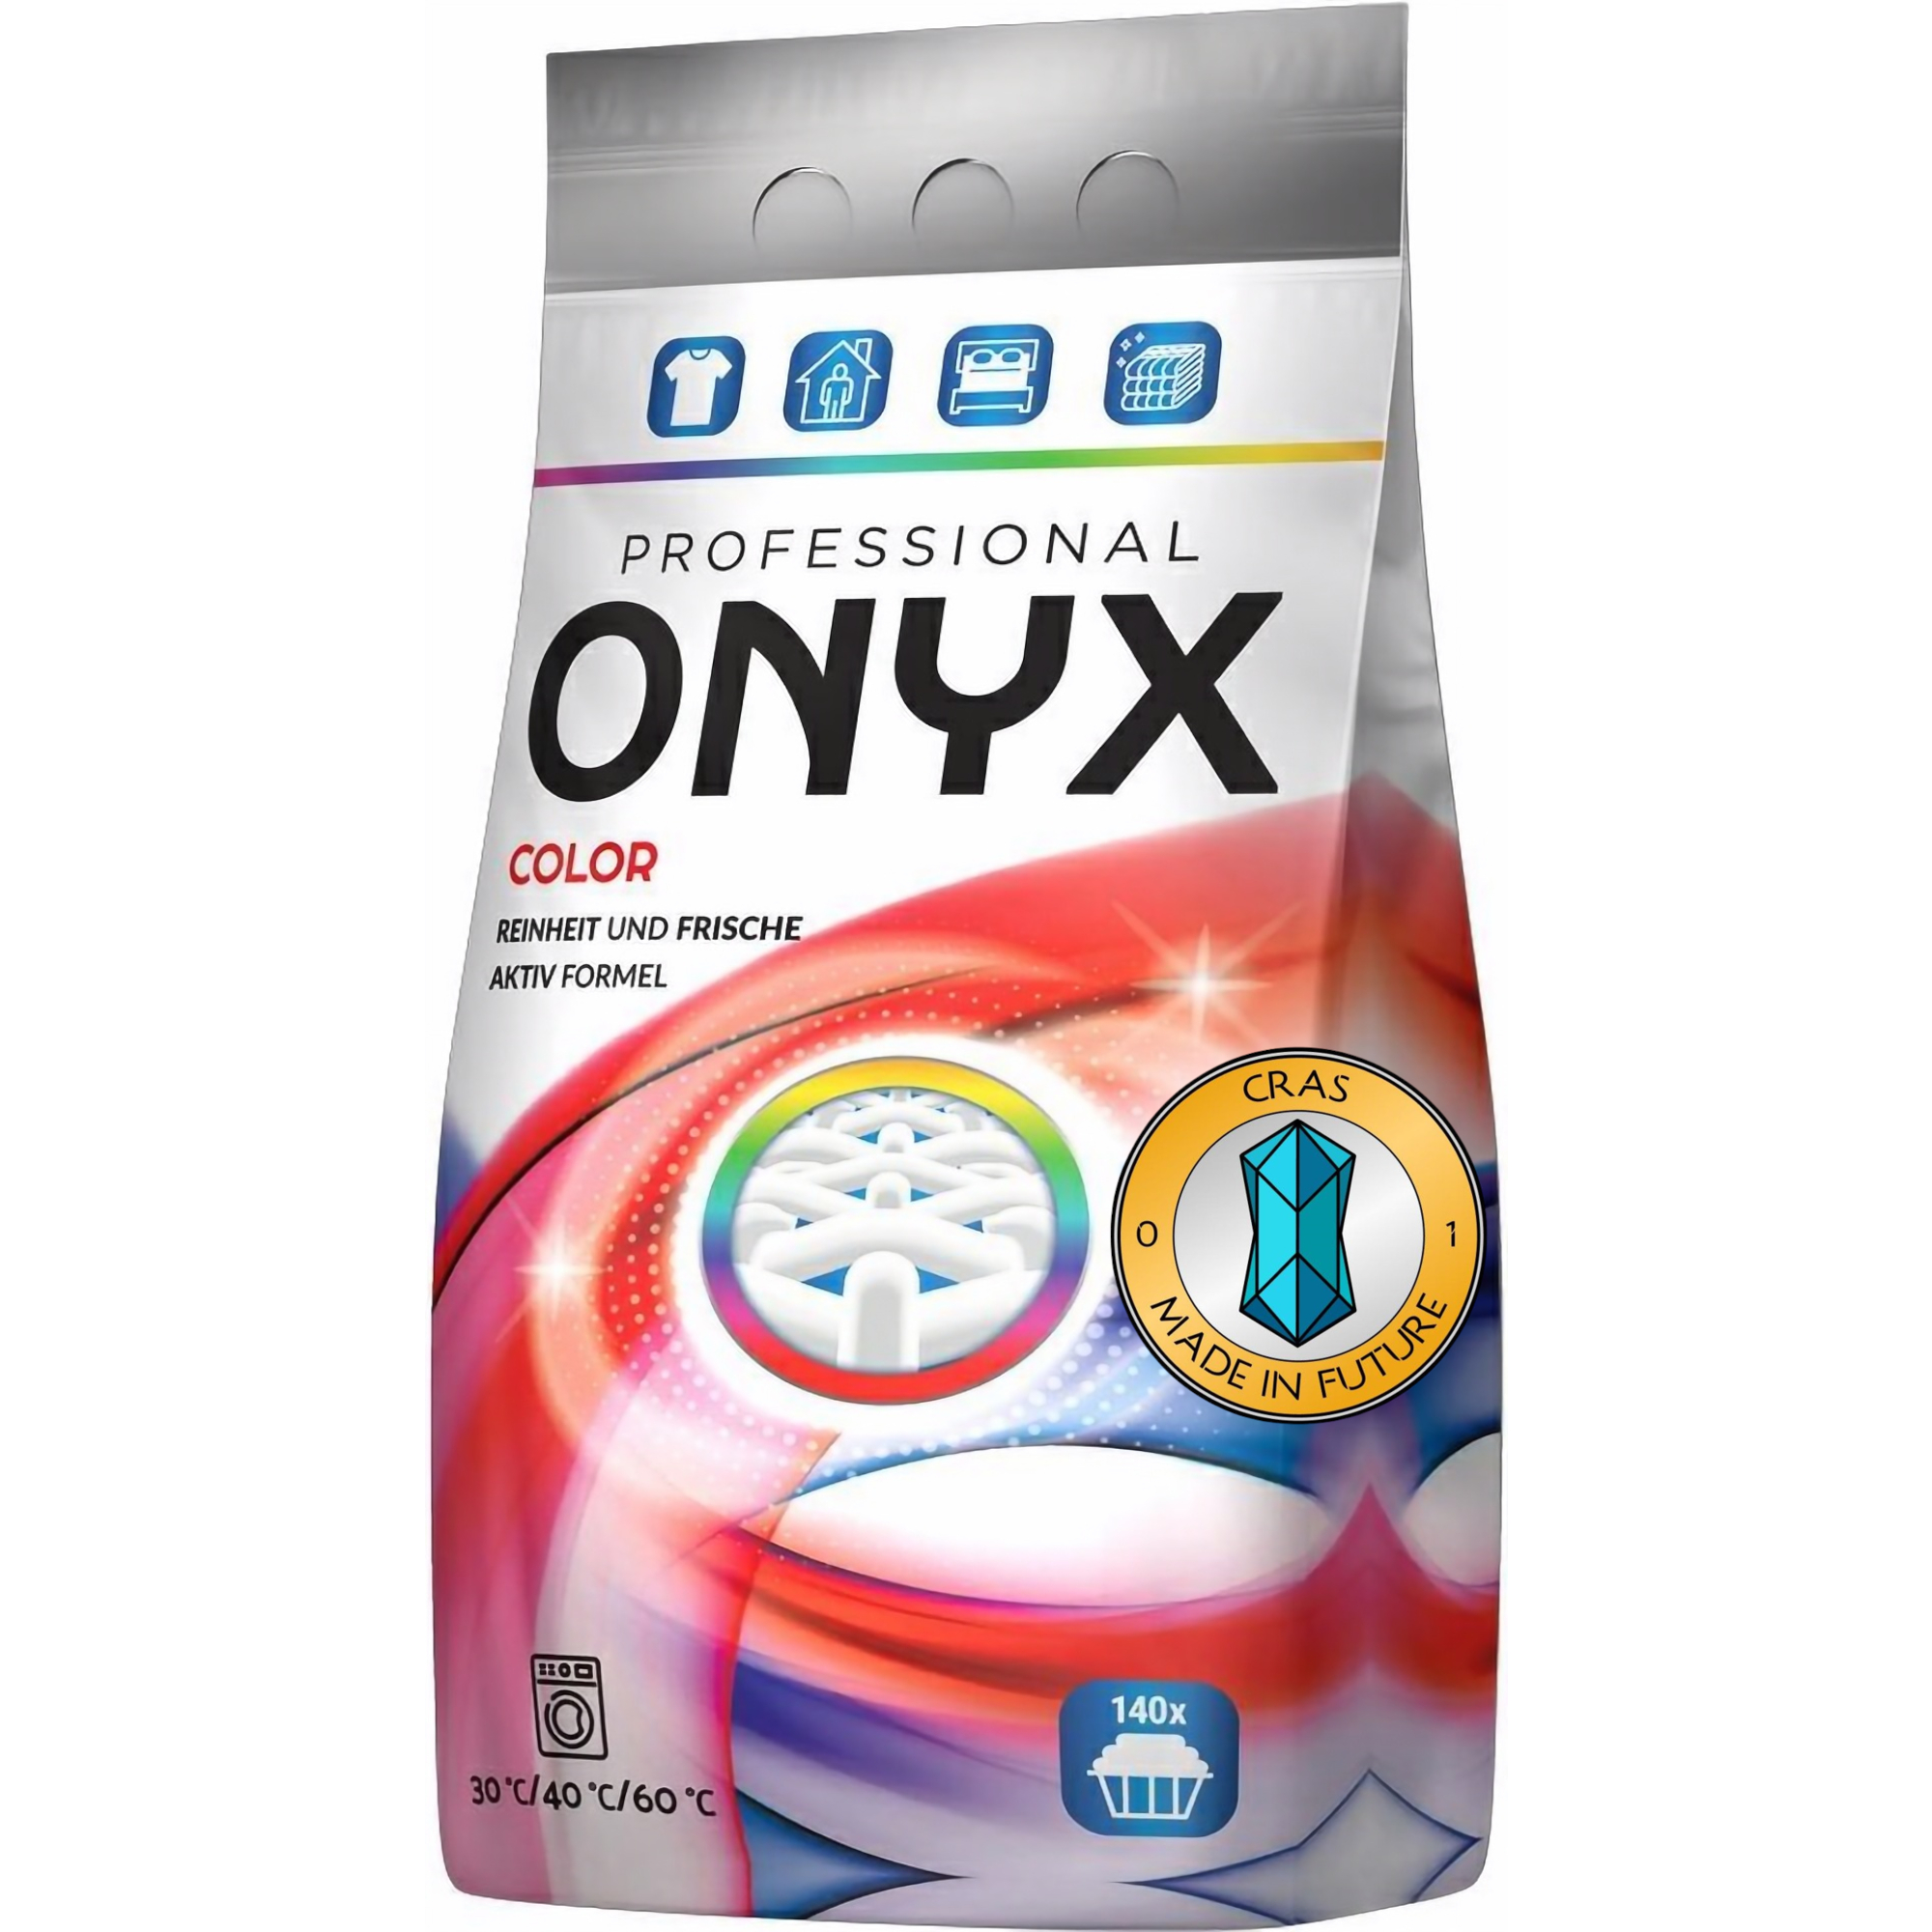 PROFESSIONAL
ONYX
COLOR
REINHEIT UND FRISCHE
AKTIV FORMEL
CRAS
0 1
MADE IN FUTURE
140x
30 °C/40 °C/60 °C